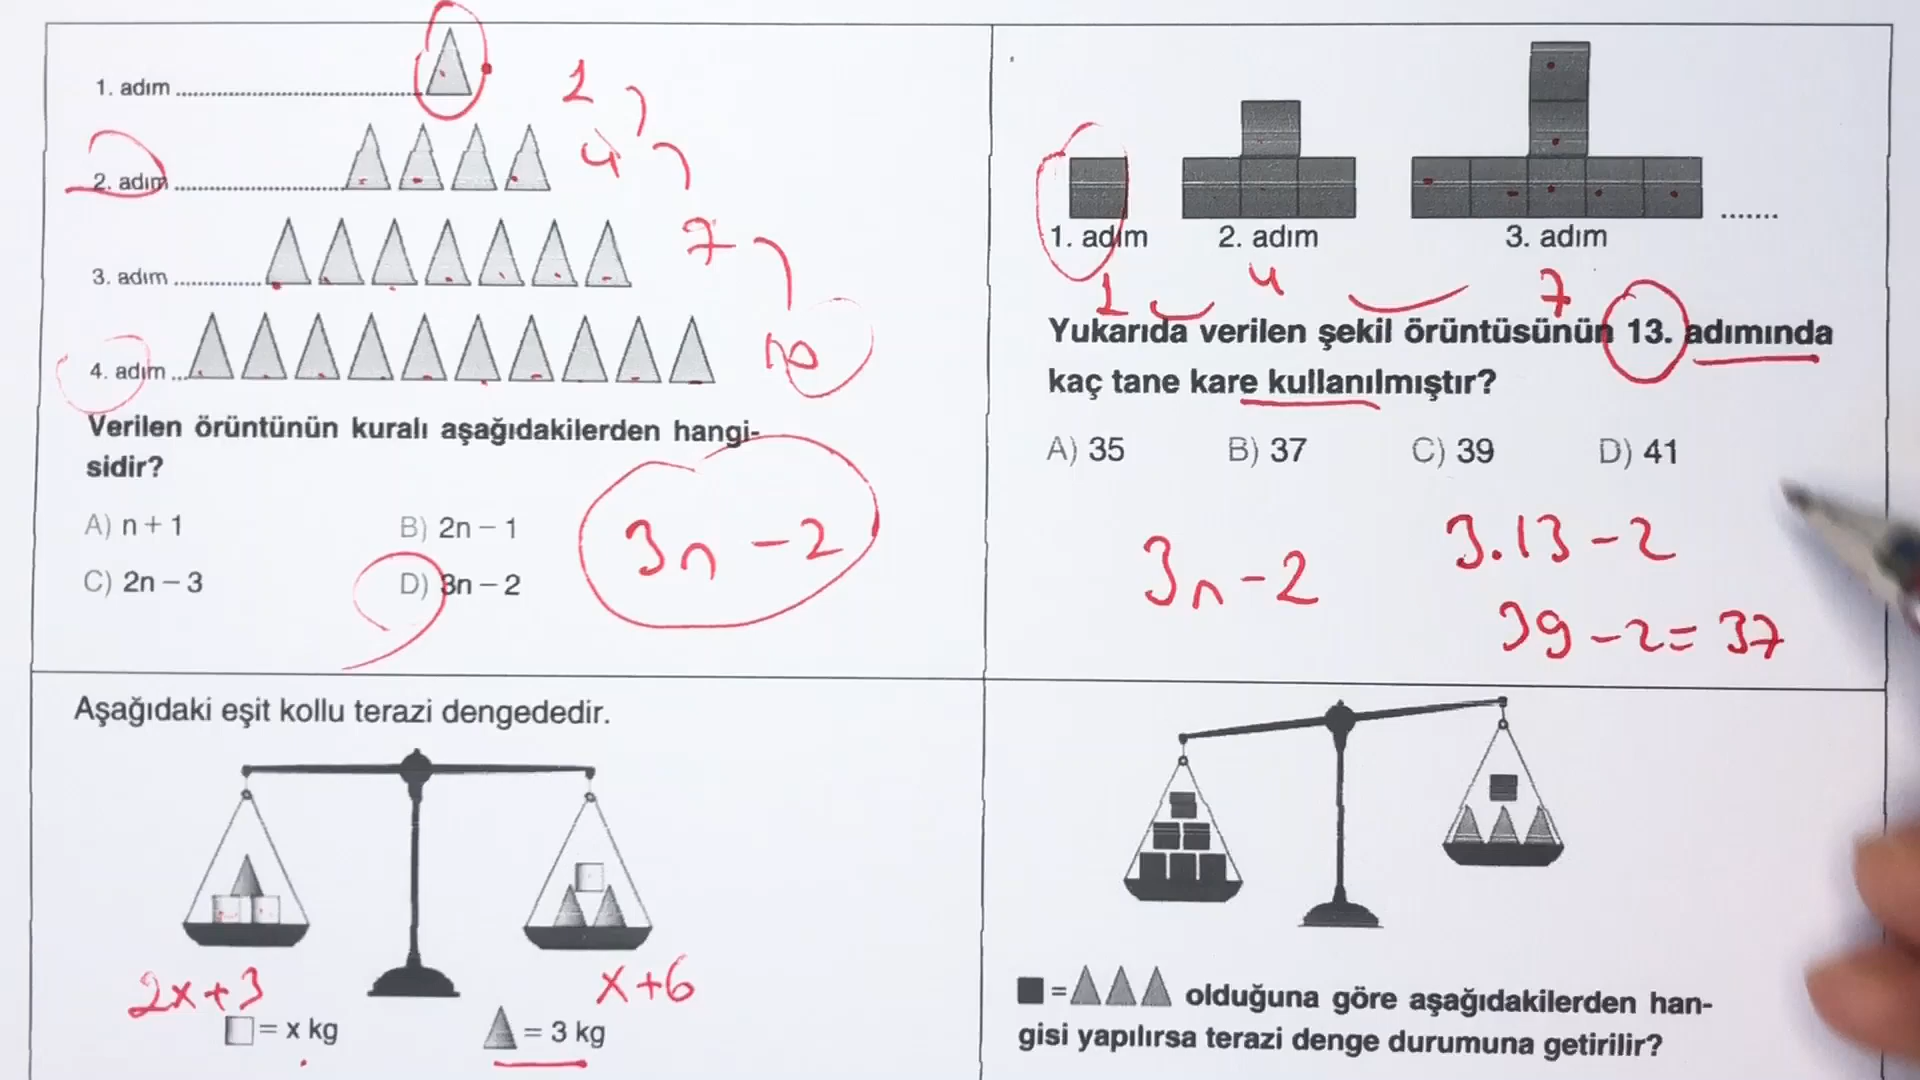 1. adım ............
1
2. adım ............
4
3. adım ............
7
4. adım ...
10
Verilen örüntünün kuralı aşağıdakilerden hangi-
sidir?
A) n + 1
B) 2n – 1
C) 2n – 3
D) 3n – 2
3n – 2
1. adım
2. adım
3. adım
.......
1
4
7
Yukarıda verilen şekil örüntüsünün 13. adımında
kaç tane kare kullanılmıştır?
A) 35
B) 37
C) 39
D) 41
3n – 2
3.13 – 2
39 – 2 = 37
Aşağıdaki eşit kollu terazi dengededir.
2x + 3
x + 6
= x kg
= 3 kg
= olduğuna göre aşağıdakilerden han-
gisi yapılırsa terazi denge durumuna getirilir?